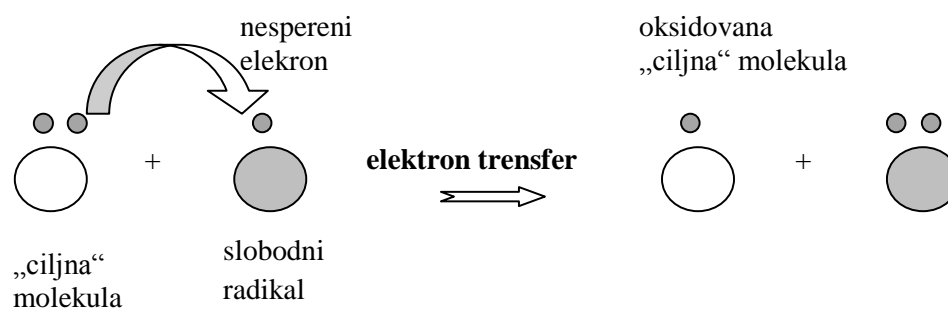 nespereni
elekron
oksidovana
„ciljna“ molekula
+
elektron trensfer
+
„ciljna“
molekula
slobodni
radikal